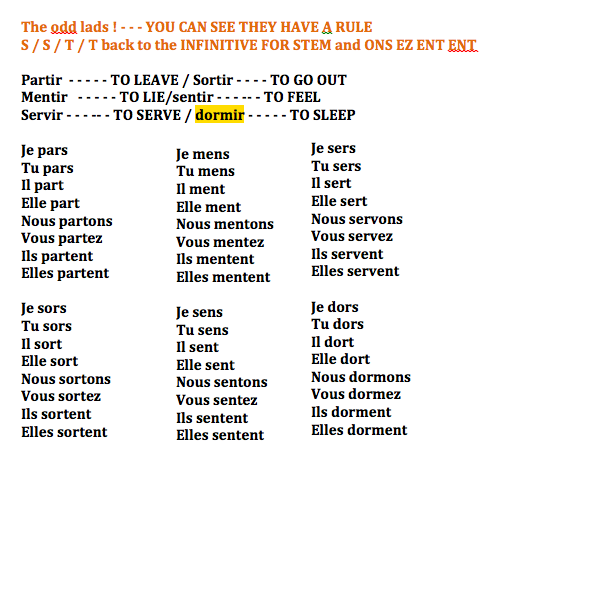 The odd lads ! - - - YOU CAN SEE THEY HAVE A RULE
S / S / T / T back to the INFINITIVE FOR STEM and ONS EZ ENT ENT
Partir - - - - - TO LEAVE / Sortir - - - - TO GO OUT
Mentir - - - - - TO LIE/sentir - - - -- - TO FEEL
Servir - - - -- - TO SERVE / dormir - - - - - TO SLEEP
Je pars
Tu pars
Il part
Elle part
Nous partons
Vous partez
Ils partent
Elles partent
Je mens
Tu mens
Il ment
Elle ment
Nous mentons
Vous mentez
Ils mentent
Elles mentent
Je sers
Tu sers
Il sert
Elle sert
Nous servons
Vous servez
Ils servent
Elles servent
Je sors
Tu sors
Il sort
Elle sort
Nous sortons
Vous sortez
Ils sortent
Elles sortent
Je sens
Tu sens
Il sent
Elle sent
Nous sentons
Vous sentez
Ils sentent
Elles sentent
Je dors
Tu dors
Il dort
Elle dort
Nous dormons
Vous dormez
Ils dorment
Elles dorment